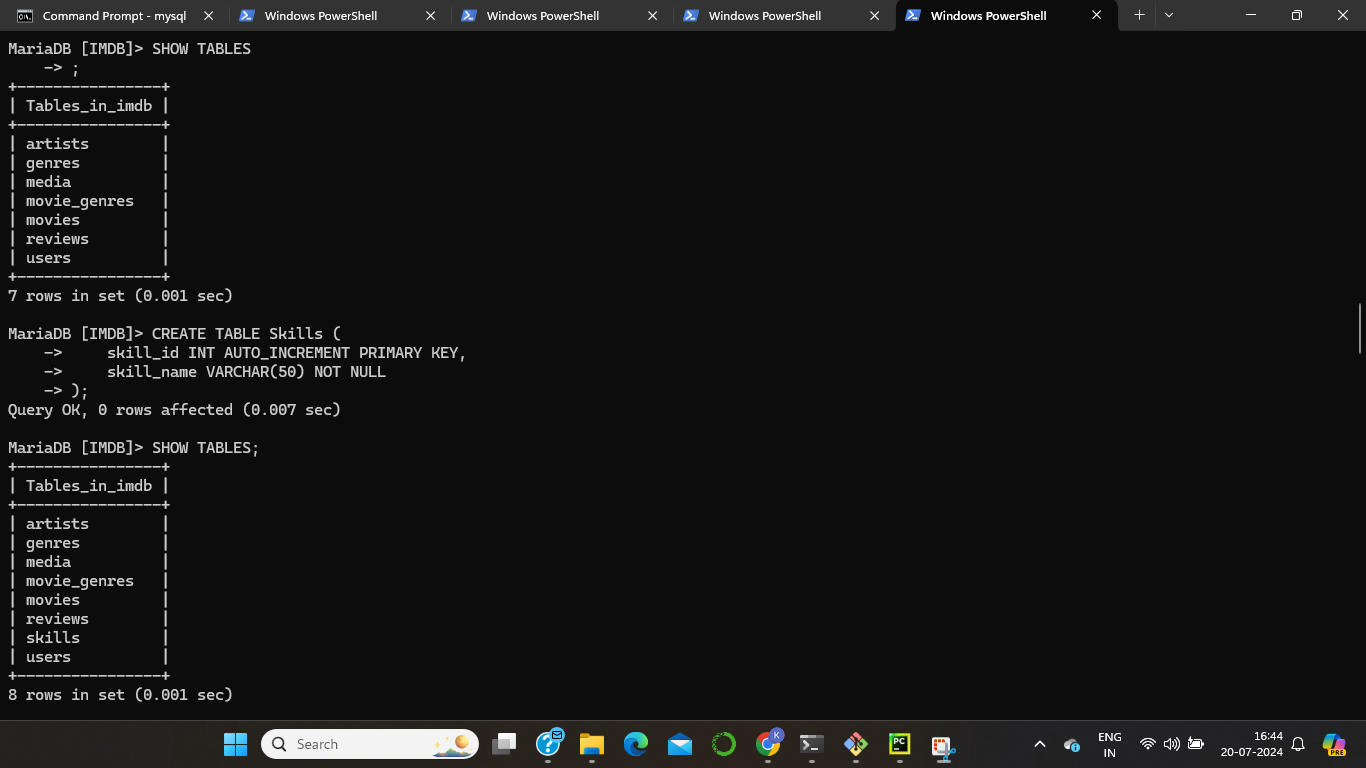 Command Prompt - mysql
Windows PowerShell
Windows PowerShell
Windows PowerShell
Windows PowerShell
MariaDB [IMDB]> SHOW TABLES
    -> ;
+----------------+
| Tables_in_imdb |
+----------------+
| artists        |
| genres         |
| media          |
| movie_genres   |
| movies         |
| reviews        |
| users          |
+----------------+
7 rows in set (0.001 sec)
MariaDB [IMDB]> CREATE TABLE Skills (
    ->     skill_id INT AUTO_INCREMENT PRIMARY KEY,
    ->     skill_name VARCHAR(50) NOT NULL
    -> );
Query OK, 0 rows affected (0.007 sec)
MariaDB [IMDB]> SHOW TABLES;
+----------------+
| Tables_in_imdb |
+----------------+
| artists        |
| genres         |
| media          |
| movie_genres   |
| movies         |
| reviews        |
| skills         |
| users          |
+----------------+
8 rows in set (0.001 sec)
Search
K
PC
ENG
IN
16:44
20-07-2024
PRE